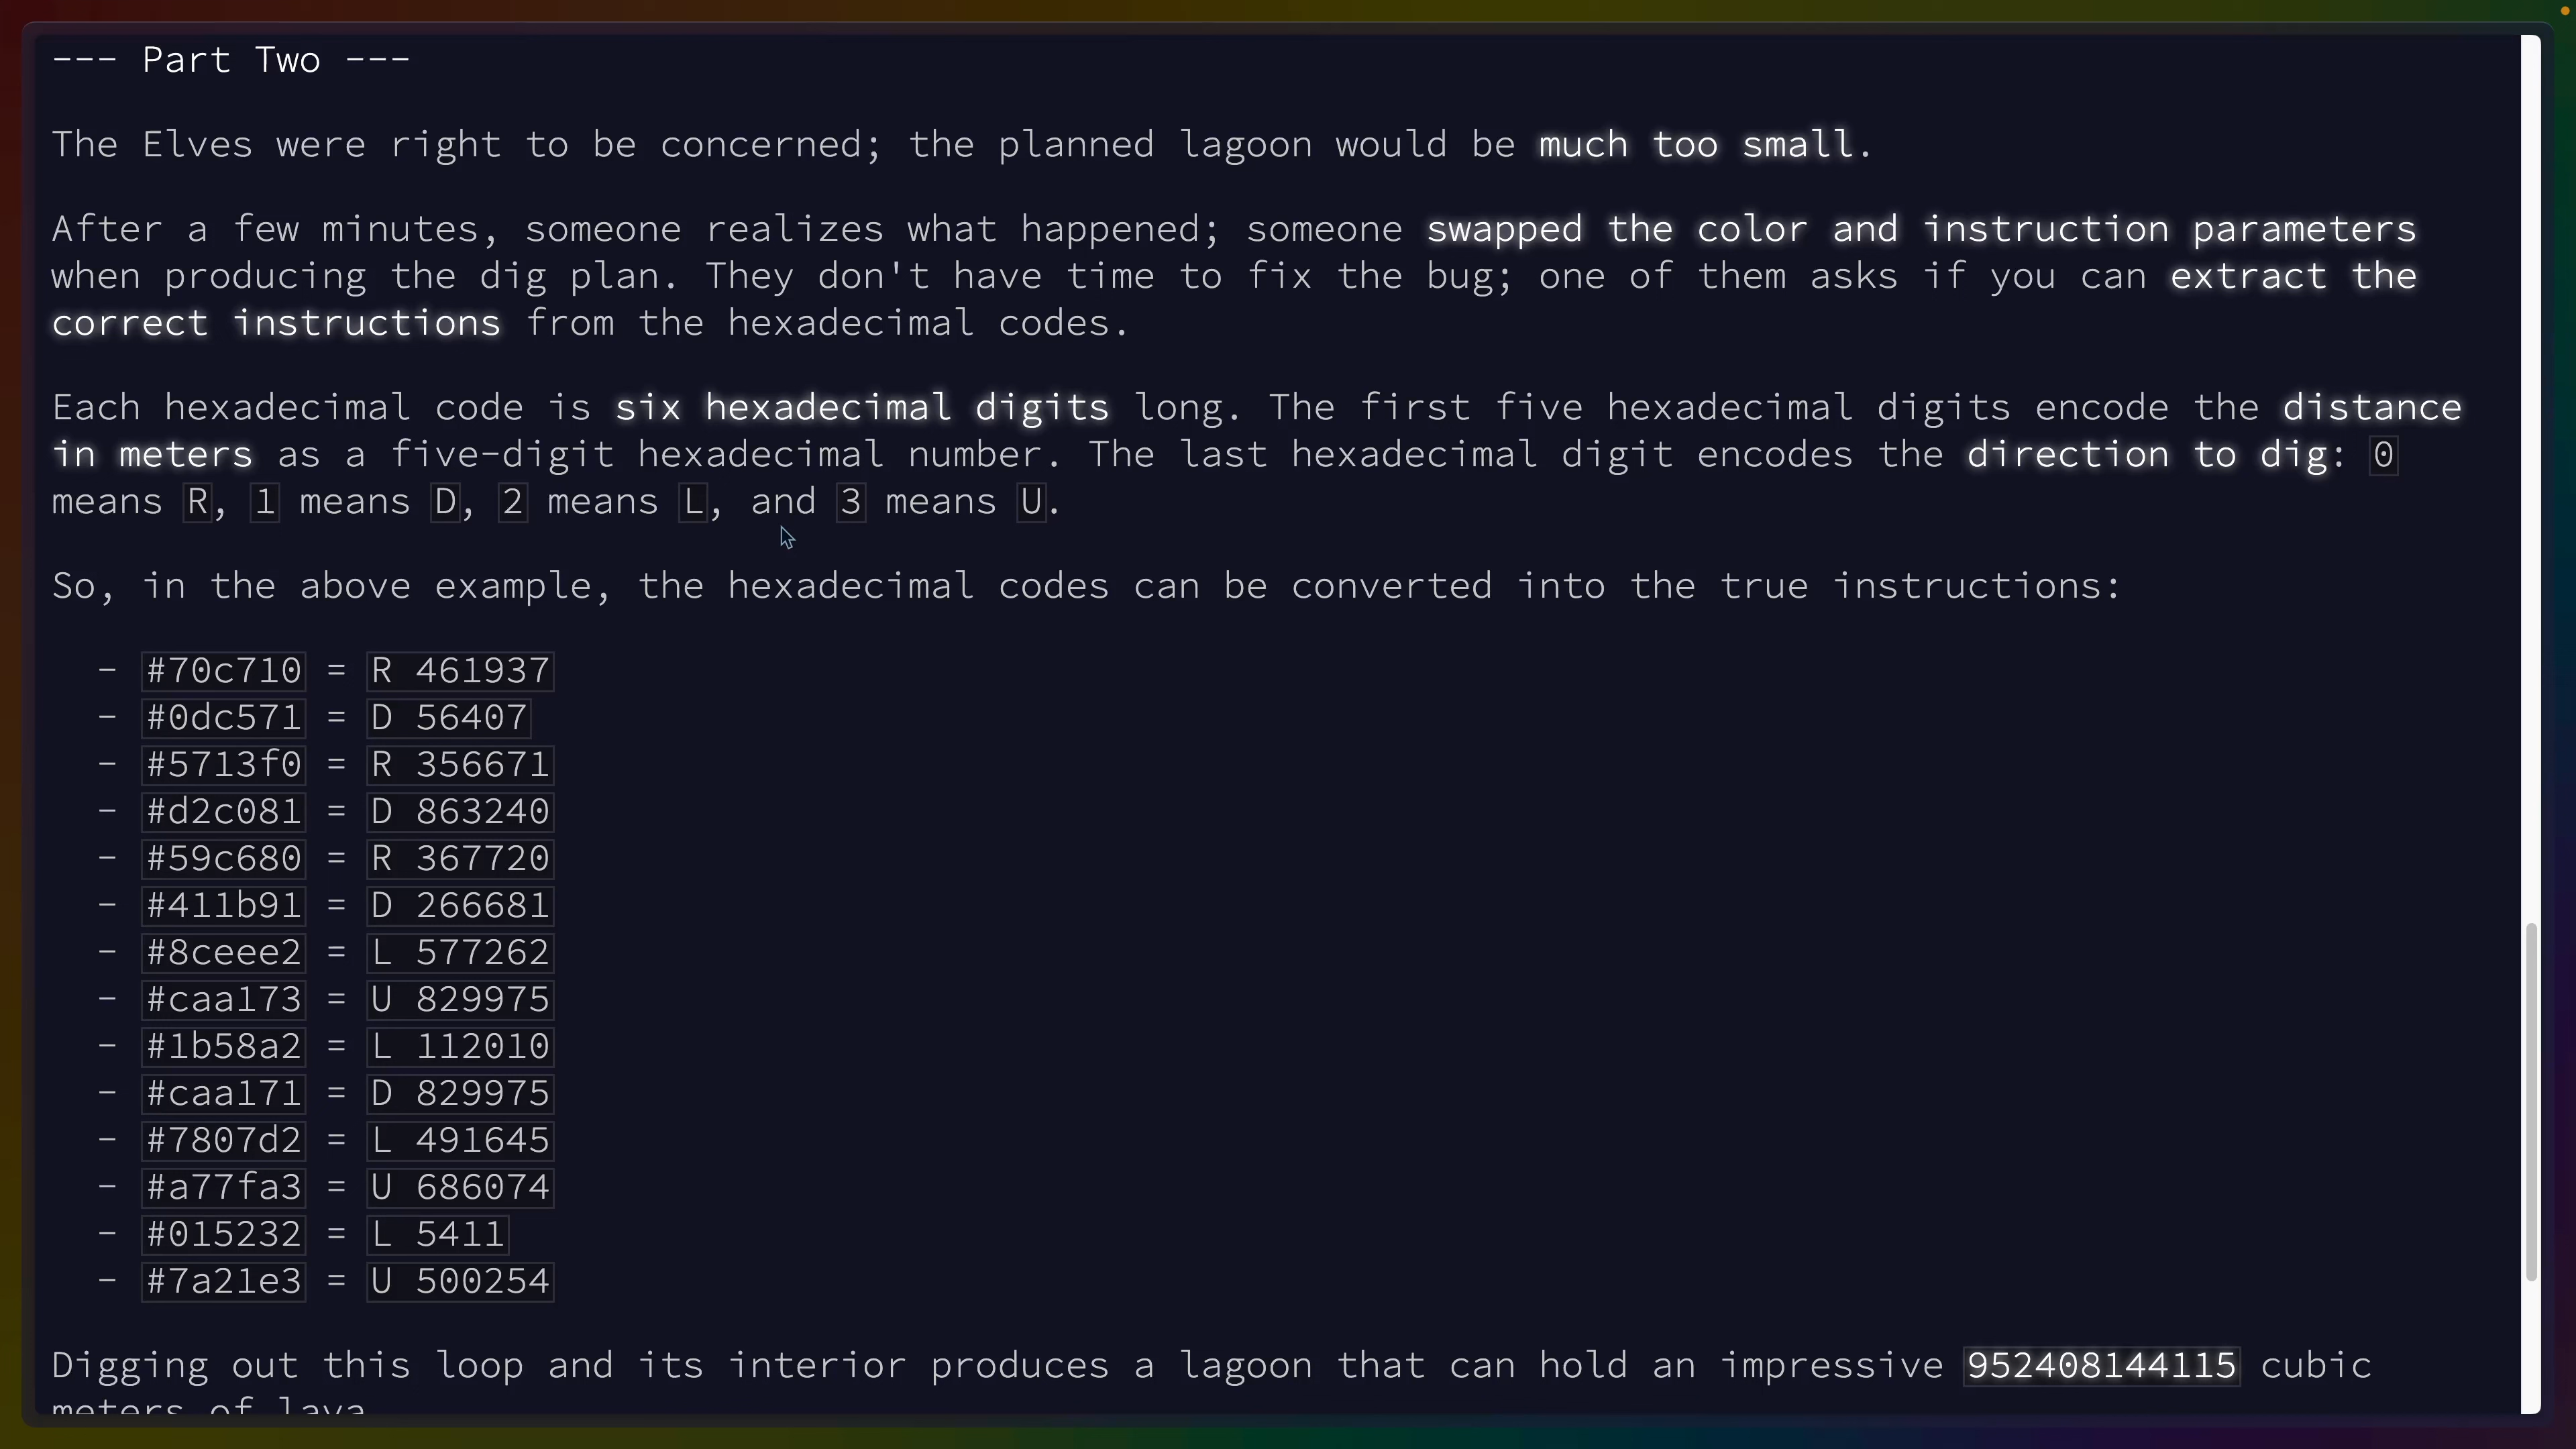 --- Part Two ---
The Elves were right to be concerned; the planned lagoon would be much too small.
After a few minutes, someone realizes what happened; someone swapped the color and instruction parameters
when producing the dig plan. They don't have time to fix the bug; one of them asks if you can extract the
correct instructions from the hexadecimal codes.
Each hexadecimal code is six hexadecimal digits long. The first five hexadecimal digits encode the distance
in meters as a five-digit hexadecimal number. The last hexadecimal digit encodes the direction to dig: 0
means R, 1 means D, 2 means L, and 3 means U.
So, in the above example, the hexadecimal codes can be converted into the true instructions:
- #70c710 = R 461937
- #0dc571 = D 56407
- #5713f0 = R 356671
- #d2c081 = D 863240
- #59c680 = R 367720
- #411b91 = D 266681
- #8ceee2 = L 577262
- #caa173 = U 829975
- #1b58a2 = L 112010
- #caa171 = D 829975
- #7807d2 = L 491645
- #a77fa3 = U 686074
- #015232 = L 5411
- #7a21e3 = U 500254
Digging out this loop and its interior produces a lagoon that can hold an impressive 952408144115 cubic
meters of lava